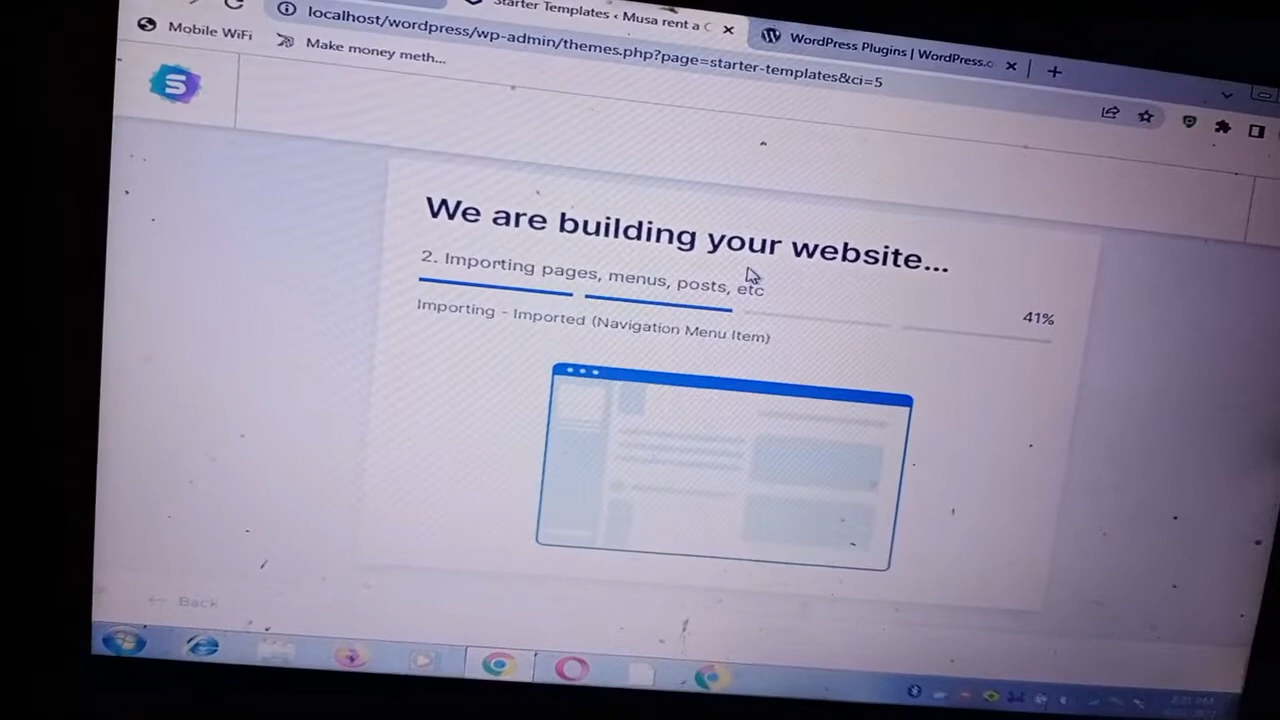 Starter Templates ‹ Musa rent a C
WordPress Plugins | WordPress.o
localhost/wordpress/wp-admin/themes.php?page=starter-templates&ci=5
Mobile WiFi
Make money meth...
S
We are building your website...
2. Importing pages, menus, posts, etc
41%
Importing - Imported (Navigation Menu Item)
← Back